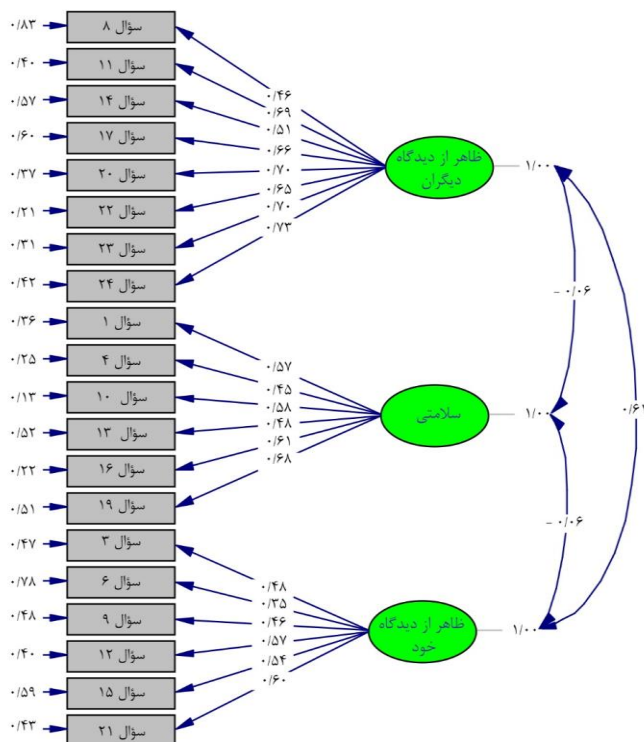 ۰/۸۳ سؤال ۸
۰/۴۰ سؤال ۱۱
۰/۵۷ سؤال ۱۴
۰/۶۰ سؤال ۱۷
۰/۳۷ سؤال ۲۰
۰/۲۱ سؤال ۲۲
۰/۳۱ سؤال ۲۳
۰/۴۲ سؤال ۲۴
۰/۳۶ سؤال ۱
۰/۲۵ سؤال ۴
۰/۱۳ سؤال ۱۰
۰/۵۲ سؤال ۱۳
۰/۲۲ سؤال ۱۶
۰/۵۱ سؤال ۱۹
۰/۴۷ سؤال ۳
۰/۷۸ سؤال ۶
۰/۴۸ سؤال ۹
۰/۴۰ سؤال ۱۲
۰/۵۹ سؤال ۱۵
۰/۴۳ سؤال ۲۱
۰/۴۶
۰/۶۹
۰/۵۱
۰/۶۶
۰/۷۰
۰/۶۵
۰/۷۰
۰/۷۳
۰/۵۷
۰/۴۵
۰/۵۸
۰/۴۸
۰/۶۱
۰/۶۸
۰/۴۸
۰/۳۵
۰/۴۶
۰/۵۷
۰/۵۴
۰/۶۰
ظاهر از دیدگاه
دیگران
سلامتی
ظاهر از دیدگاه
خود
۱/۰۰
۱/۰۰
۱/۰۰
- ۰/۰۶
- ۰/۰۶